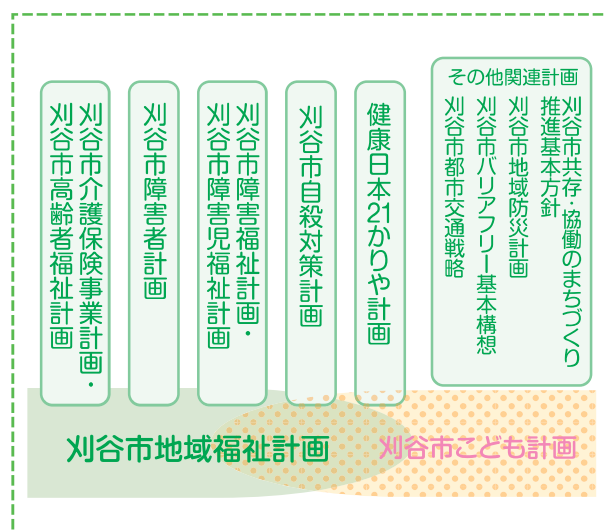 刈谷市介護保険事業計画・
刈谷市高齢者福祉計画
刈谷市障害者計画
刈谷市障害福祉計画・
刈谷市障害児福祉計画
刈谷市自殺対策計画
健康日本21かりや計画
その他関連計画
刈谷市共存・協働のまちづくり
推進基本方針
刈谷市地域防災計画
刈谷市バリアフリー基本構想
刈谷市都市交通戦略
刈谷市地域福祉計画
刈谷市こども計画